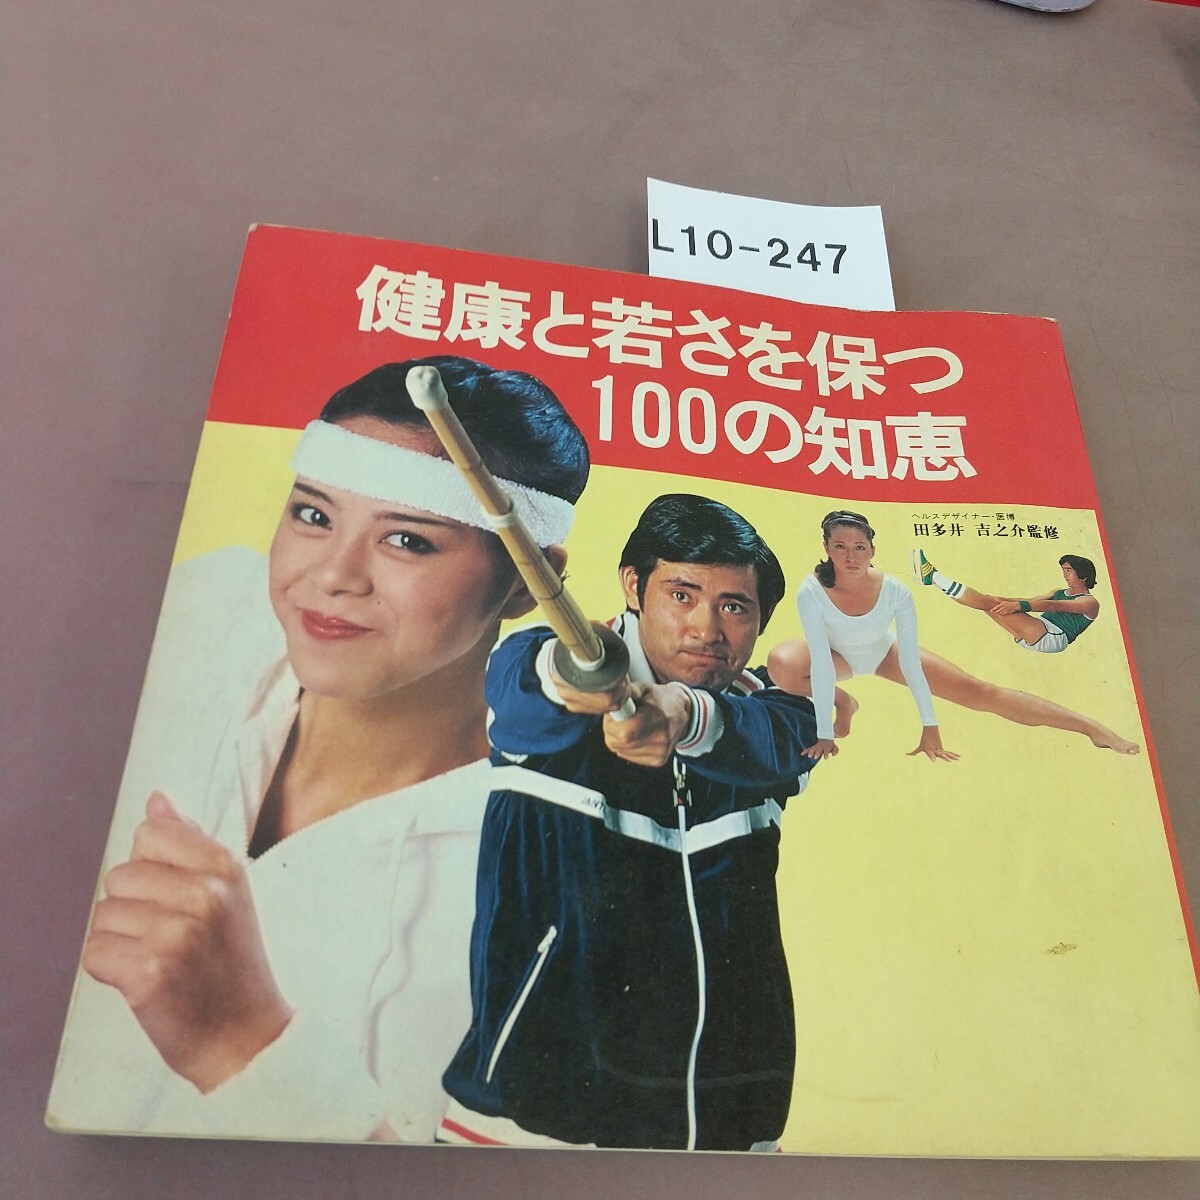 L10-247
健康と若さを保つ
100の知恵
ヘルスデザイナー・医博
田多井 吉之介監修